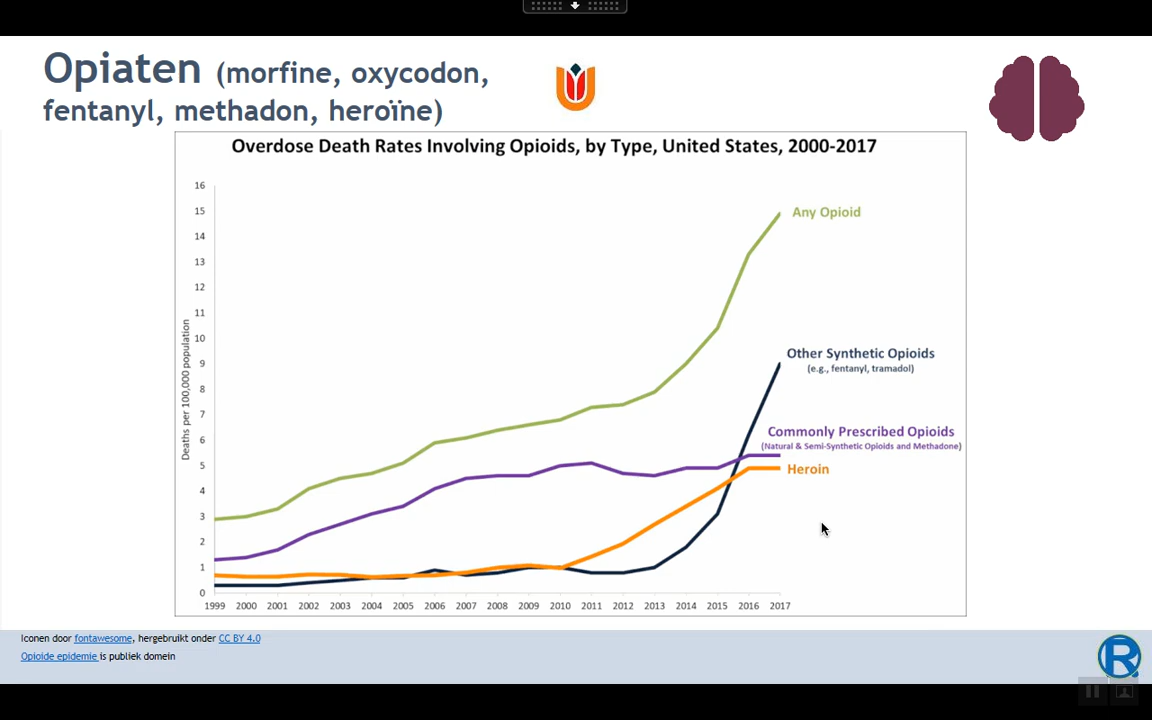 Opiaten (morfine, oxycodon,
fentanyl, methadon, heroïne)
Overdose Death Rates Involving Opioids, by Type, United States, 2000-2017
Deaths per 100,000 population
16
15
14
13
12
11
10
9
8
7
6
5
4
3
2
1
0
1999 2000 2001 2002 2003 2004 2005 2006 2007 2008 2009 2010 2011 2012 2013 2014 2015 2016 2017
Any Opioid
Other Synthetic Opioids
(e.g., fentanyl, tramadol)
Commonly Prescribed Opioids
(Natural & Semi-Synthetic Opioids and Methadone)
Heroin
Iconen door fontawesome, hergebruikt onder CC BY 4.0
Opioide epidemie is publiek domein
R